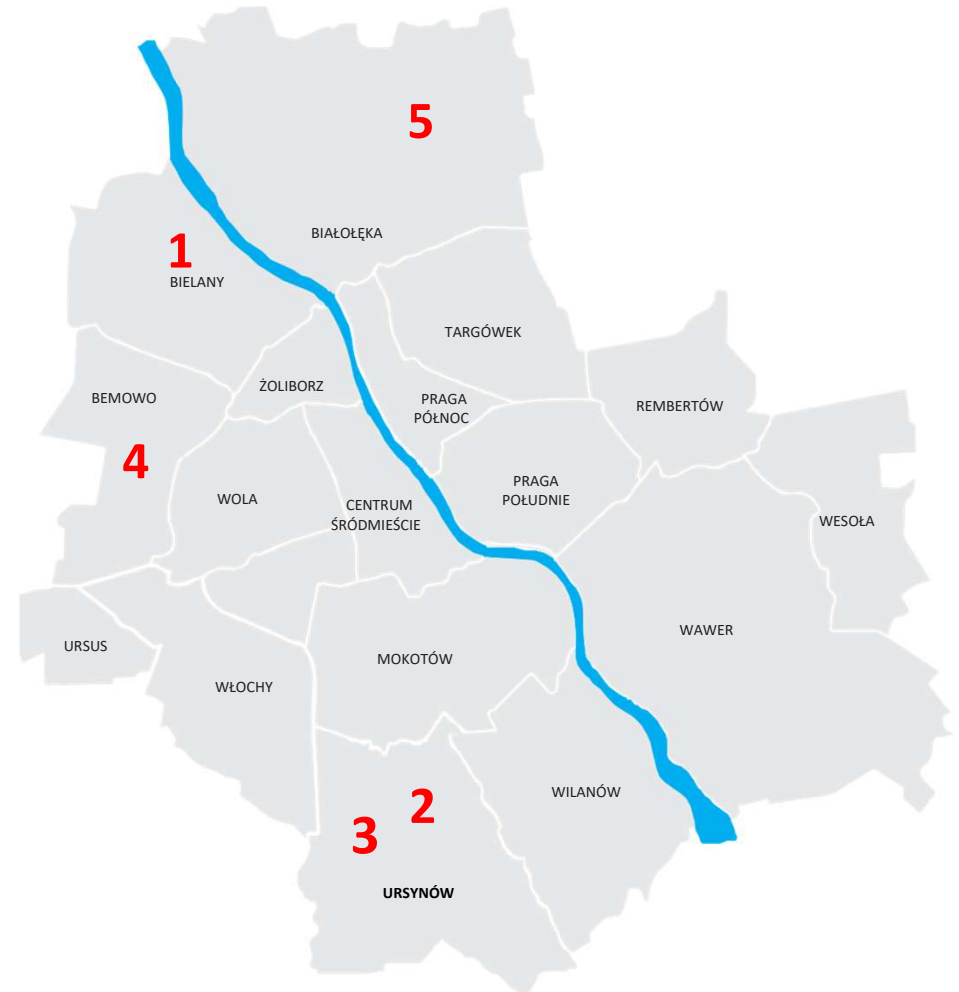 5
BIAŁOŁĘKA
1
BIELANY
TARGÓWEK
ŻOLIBORZ
BEMOWO
PRAGA
PÓŁNOC
REMBERTÓW
4
WOLA
CENTRUM
ŚRÓDMIEŚCIE
PRAGA
POŁUDNIE
WESOŁA
WAWER
URSUS
MOKOTÓW
WŁOCHY
WILANÓW
2
3
URSYNÓW